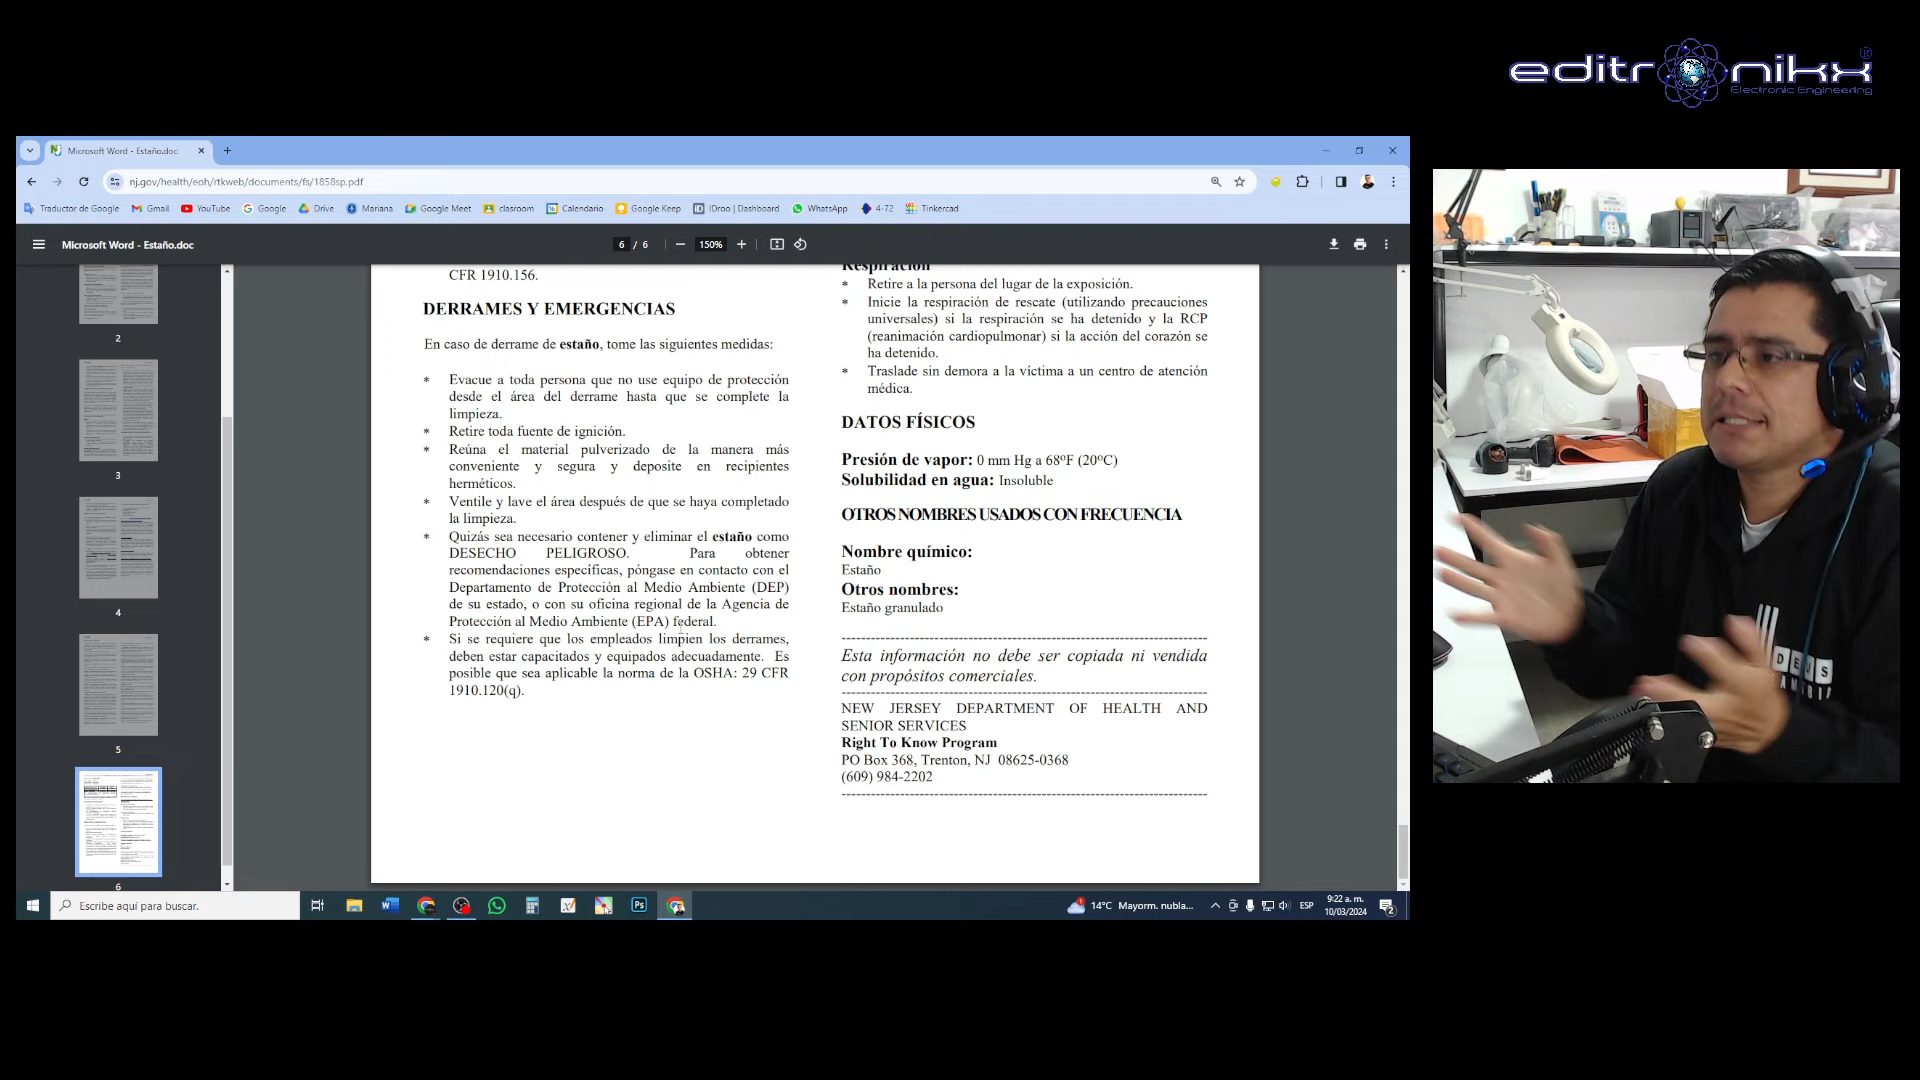 editronikx®
Electronic Engineering
Microsoft Word - Estaño.doc
nj.gov/health/eoh/rtkweb/documents/fs/1858sp.pdf
Traductor de Google
Gmail
YouTube
Google
Drive
Mariana
Google Meet
clasroom
Calendario
Google Keep
IDroo | Dashboard
WhatsApp
4-72
Tinkercad
Microsoft Word - Estaño.doc
6 / 6
150%
2
3
4
5
6
CFR 1910.156.
DERRAMES Y EMERGENCIAS
En caso de derrame de estaño, tome las siguientes medidas:
* Evacue a toda persona que no use equipo de protección
desde el área del derrame hasta que se complete la
limpieza.
* Retire toda fuente de ignición.
* Reúna el material pulverizado de la manera más
conveniente y segura y deposite en recipientes
herméticos.
* Ventile y lave el área después de que se haya completado
la limpieza.
* Quizás sea necesario contener y eliminar el estaño como
DESECHO PELIGROSO. Para obtener
recomendaciones específicas, póngase en contacto con el
Departamento de Protección al Medio Ambiente (DEP)
de su estado, o con su oficina regional de la Agencia de
Protección al Medio Ambiente (EPA) federal.
* Si se requiere que los empleados limpien los derrames,
deben estar capacitados y equipados adecuadamente. Es
posible que sea aplicable la norma de la OSHA: 29 CFR
1910.120(q).
Respiración
* Retire a la persona del lugar de la exposición.
* Inicie la respiración de rescate (utilizando precauciones
universales) si la respiración se ha detenido y la RCP
(reanimación cardiopulmonar) si la acción del corazón se
ha detenido.
* Traslade sin demora a la víctima a un centro de atención
médica.
DATOS FÍSICOS
Presión de vapor: 0 mm Hg a 68ºF (20ºC)
Solubilidad en agua: Insoluble
OTROS NOMBRES USADOS CON FRECUENCIA
Nombre químico:
Estaño
Otros nombres:
Estaño granulado
Esta información no debe ser copiada ni vendida
con propósitos comerciales.
NEW JERSEY DEPARTMENT OF HEALTH AND
SENIOR SERVICES
Right To Know Program
PO Box 368, Trenton, NJ 08625-0368
(609) 984-2202
Escribe aquí para buscar.
14°C Mayorm. nubla...
ESP
9:22 a. m.
10/03/2024
2